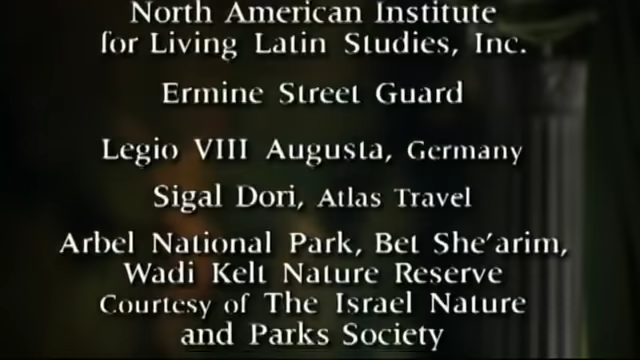 North American Institute
for Living Latin Studies, Inc.
Ermine Street Guard
Legio VIII Augusta, Germany
Sigal Dori, Atlas Travel
Arbel National Park, Bet She'arim,
Wadi Kelt Nature Reserve
Courtesy of The Israel Nature
and Parks Society